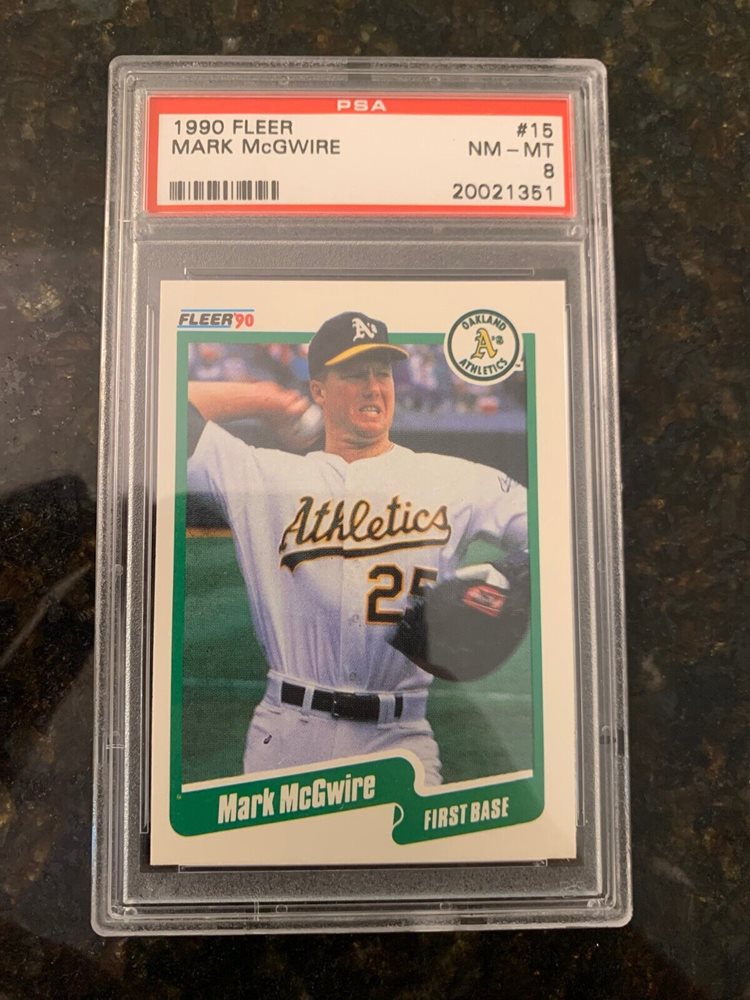 PSA
1990 FLEER #15
MARK McGWIRE NM - MT
8
20021351
FLEER '90
OAKLAND
A's
ATHLETICS
A's
Athletics
25
Mark McGwire
FIRST BASE